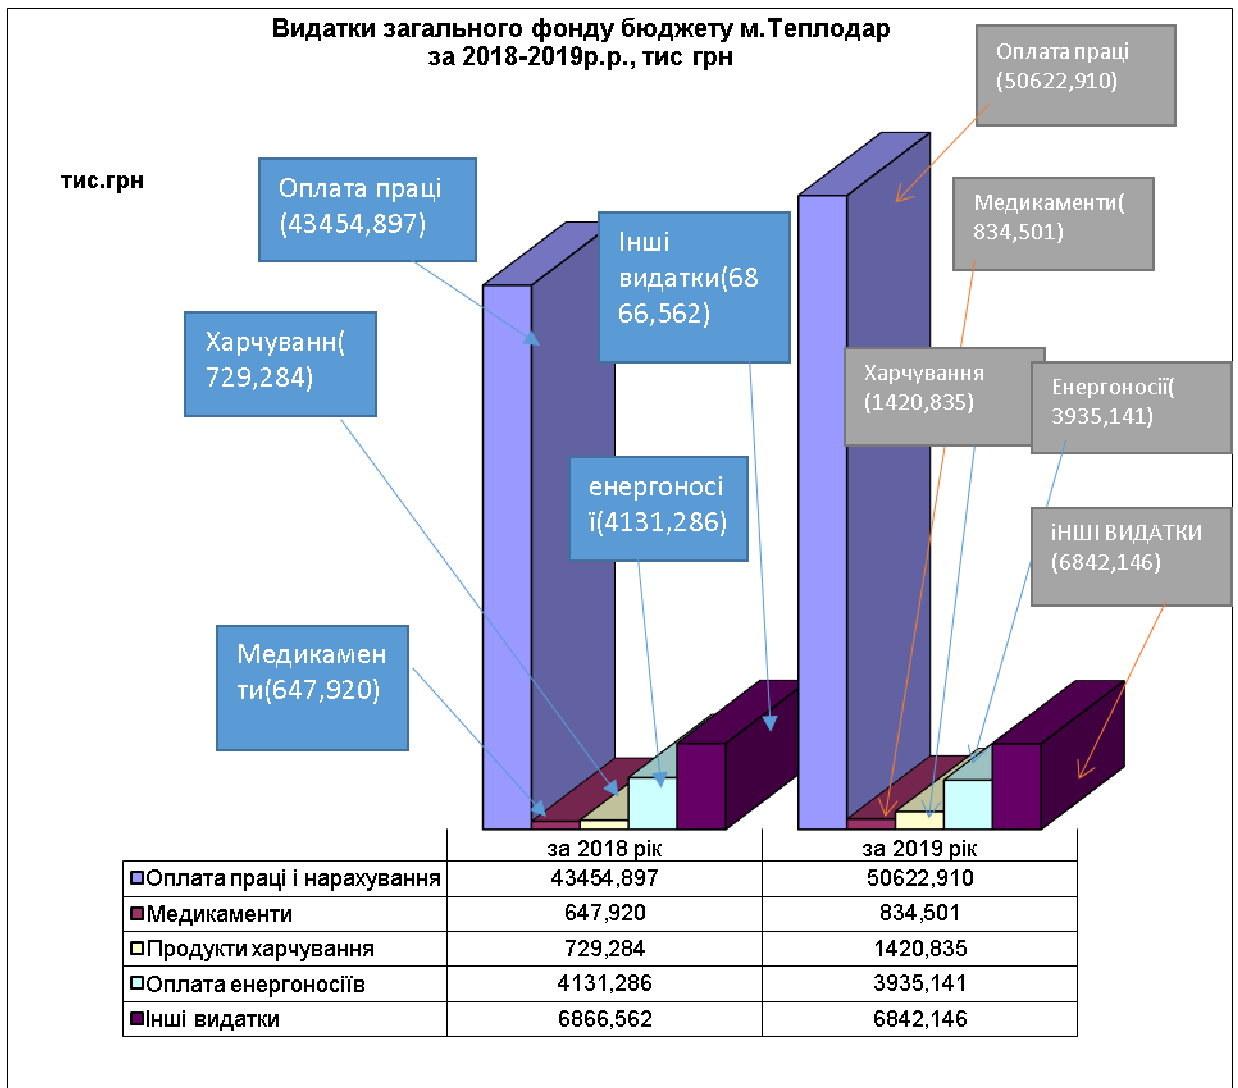 Видатки загального фонду бюджету м.Теплодар
за 2018-2019р.р., тис грн
тис.грн
Оплата праці
(43454,897)
Інші
видатки(68
66,562)
Харчуванн(
729,284)
енергоносі
ї(4131,286)
Медикамен
ти(647,920)
Оплата праці
(50622,910)
Медикаменти(
834,501)
Харчування
(1420,835)
Енергоносії(
3935,141)
іНШІ ВИДАТКИ
(6842,146)
за 2018 рік за 2019 рік
Оплата праці і нарахування 43454,897 50622,910
Медикаменти 647,920 834,501
Продукти харчування 729,284 1420,835
Оплата енергоносіїв 4131,286 3935,141
Інші видатки 6866,562 6842,146